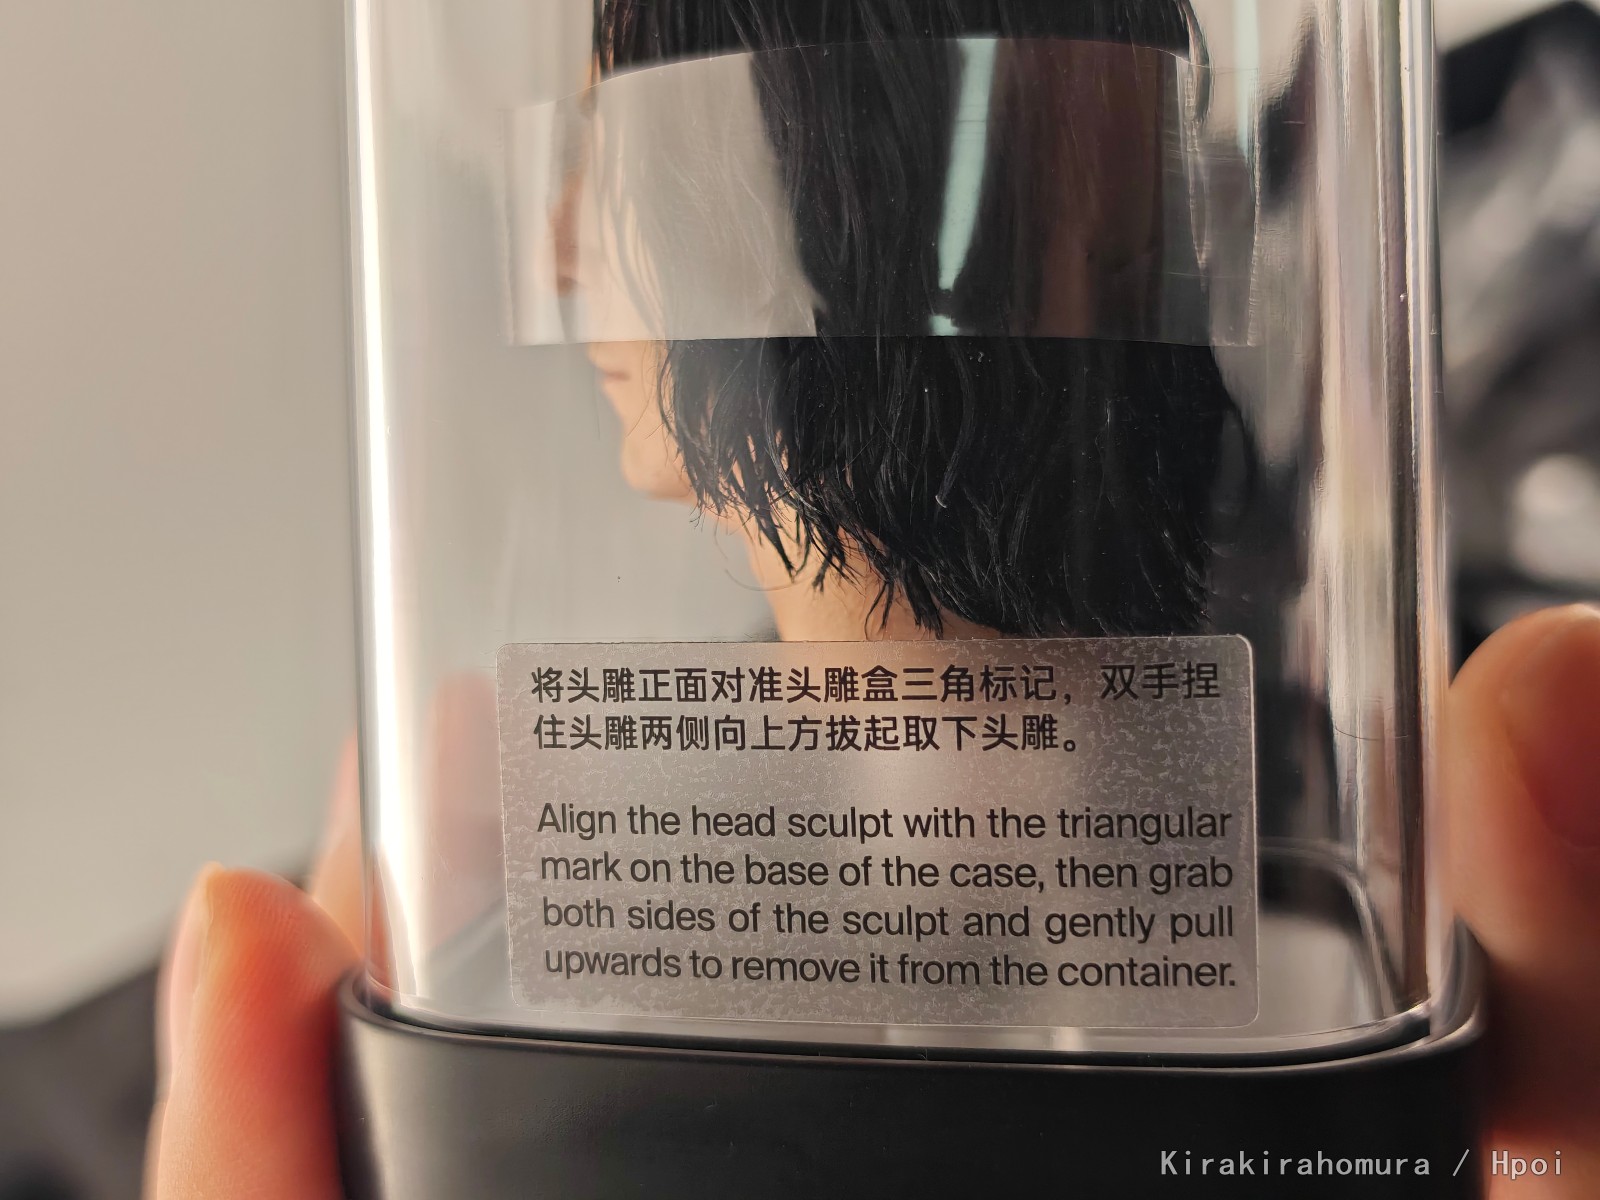 将头雕正面对准头雕盒三角标记，双手捏
住头雕两侧向上方拔起取下头雕。
Align the head sculpt with the triangular
mark on the base of the case, then grab
both sides of the sculpt and gently pull
upwards to remove it from the container.
Kirakirahomura / Hpoi